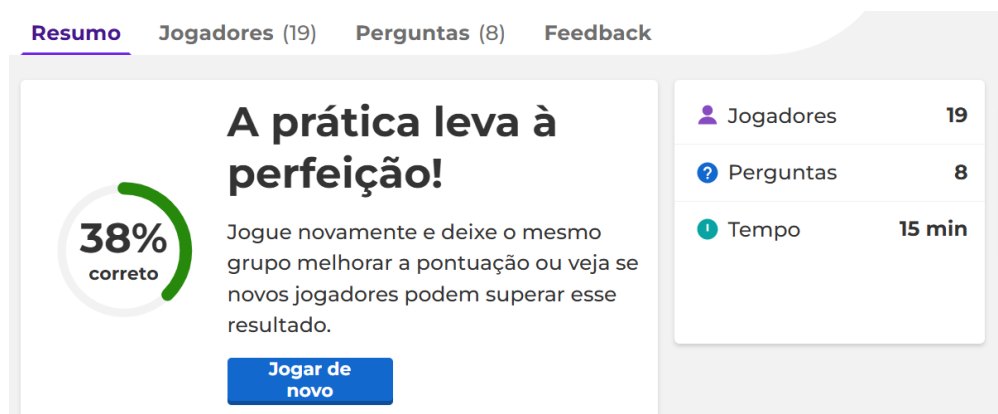 Resumo Jogadores (19) Perguntas (8) Feedback
A prática leva à
perfeição!
38%
correto
Jogue novamente e deixe o mesmo
grupo melhorar a pontuação ou veja se
novos jogadores podem superar esse
resultado.
Jogar de
novo
Jogadores 19
? Perguntas 8
Tempo 15 min